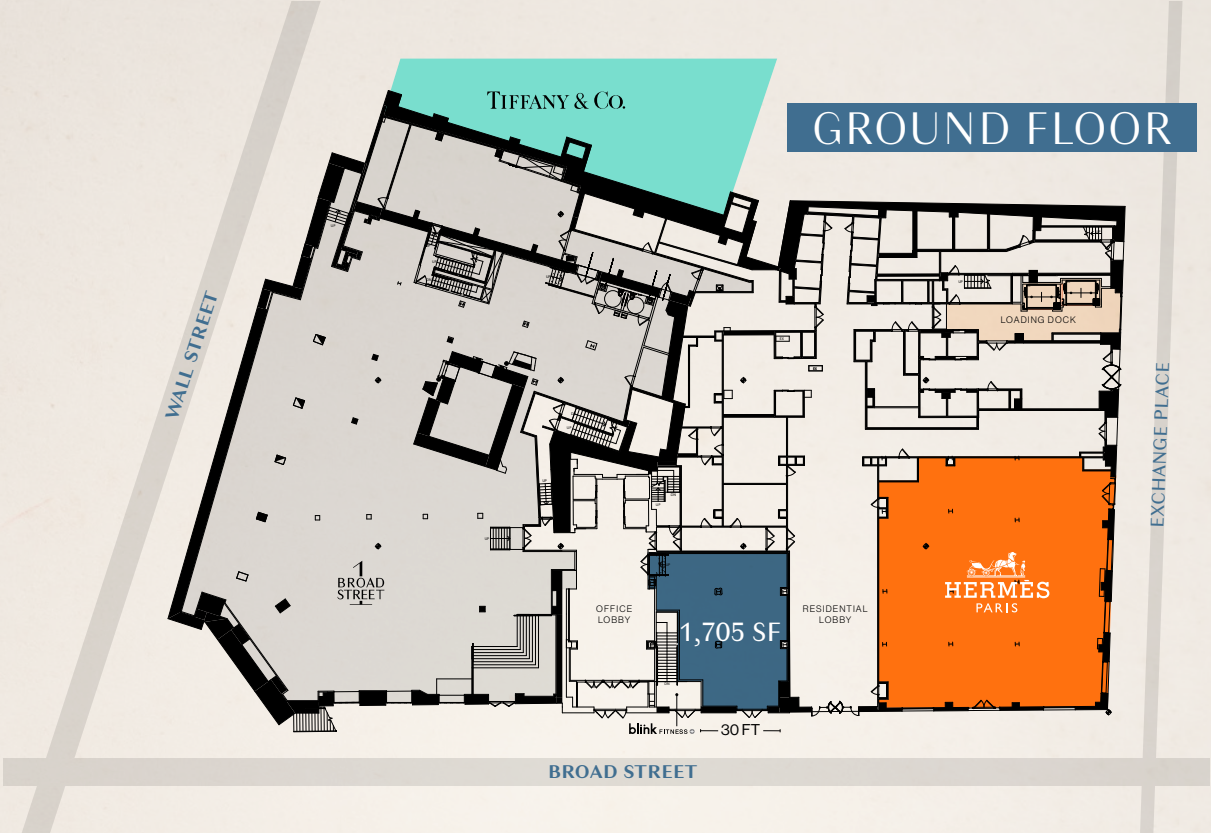 TIFFANY & CO.
GROUND FLOOR
WALL STREET
LOADING DOCK
EXCHANGE PLACE
1
BROAD
STREET
OFFICE
LOBBY
1,705 SF
RESIDENTIAL
LOBBY
HERMÈS
PARIS
blink FITNESS
30 FT
BROAD STREET